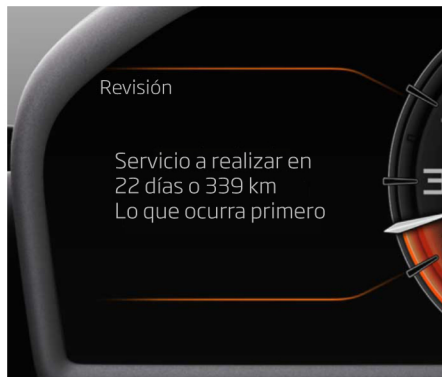 Revisión
Servicio a realizar en
22 días o 339 km
Lo que ocurra primero